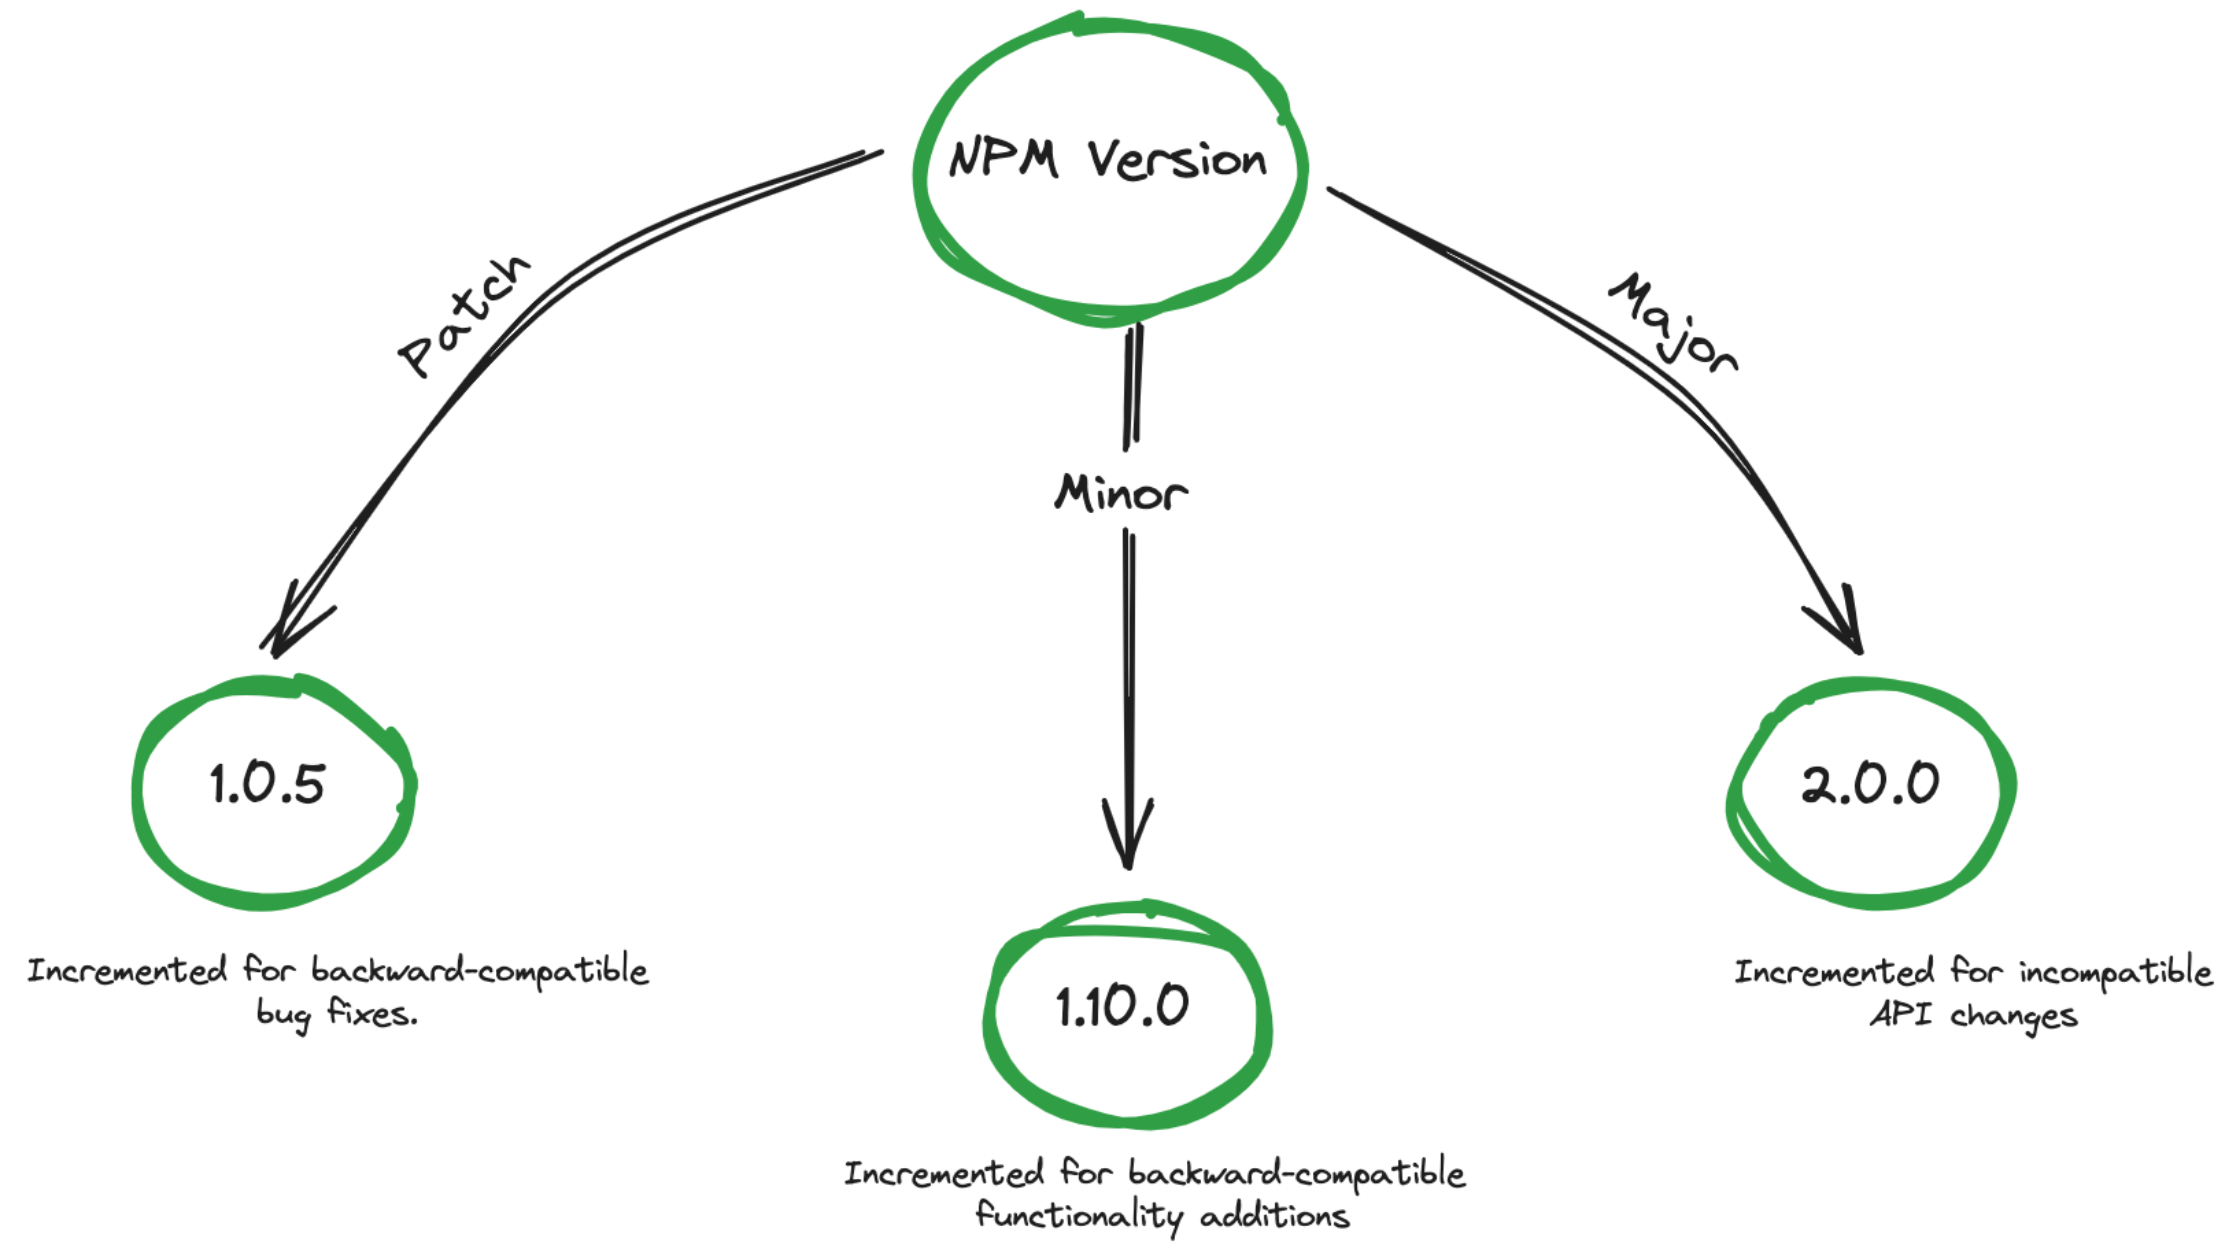 NPM Version
Patch
Major
Minor
1.0.5
2.0.0
Incremented for backward-compatible
bug fixes.
Incremented for incompatible
API changes
1.10.0
Incremented for backward-compatible
functionality additions